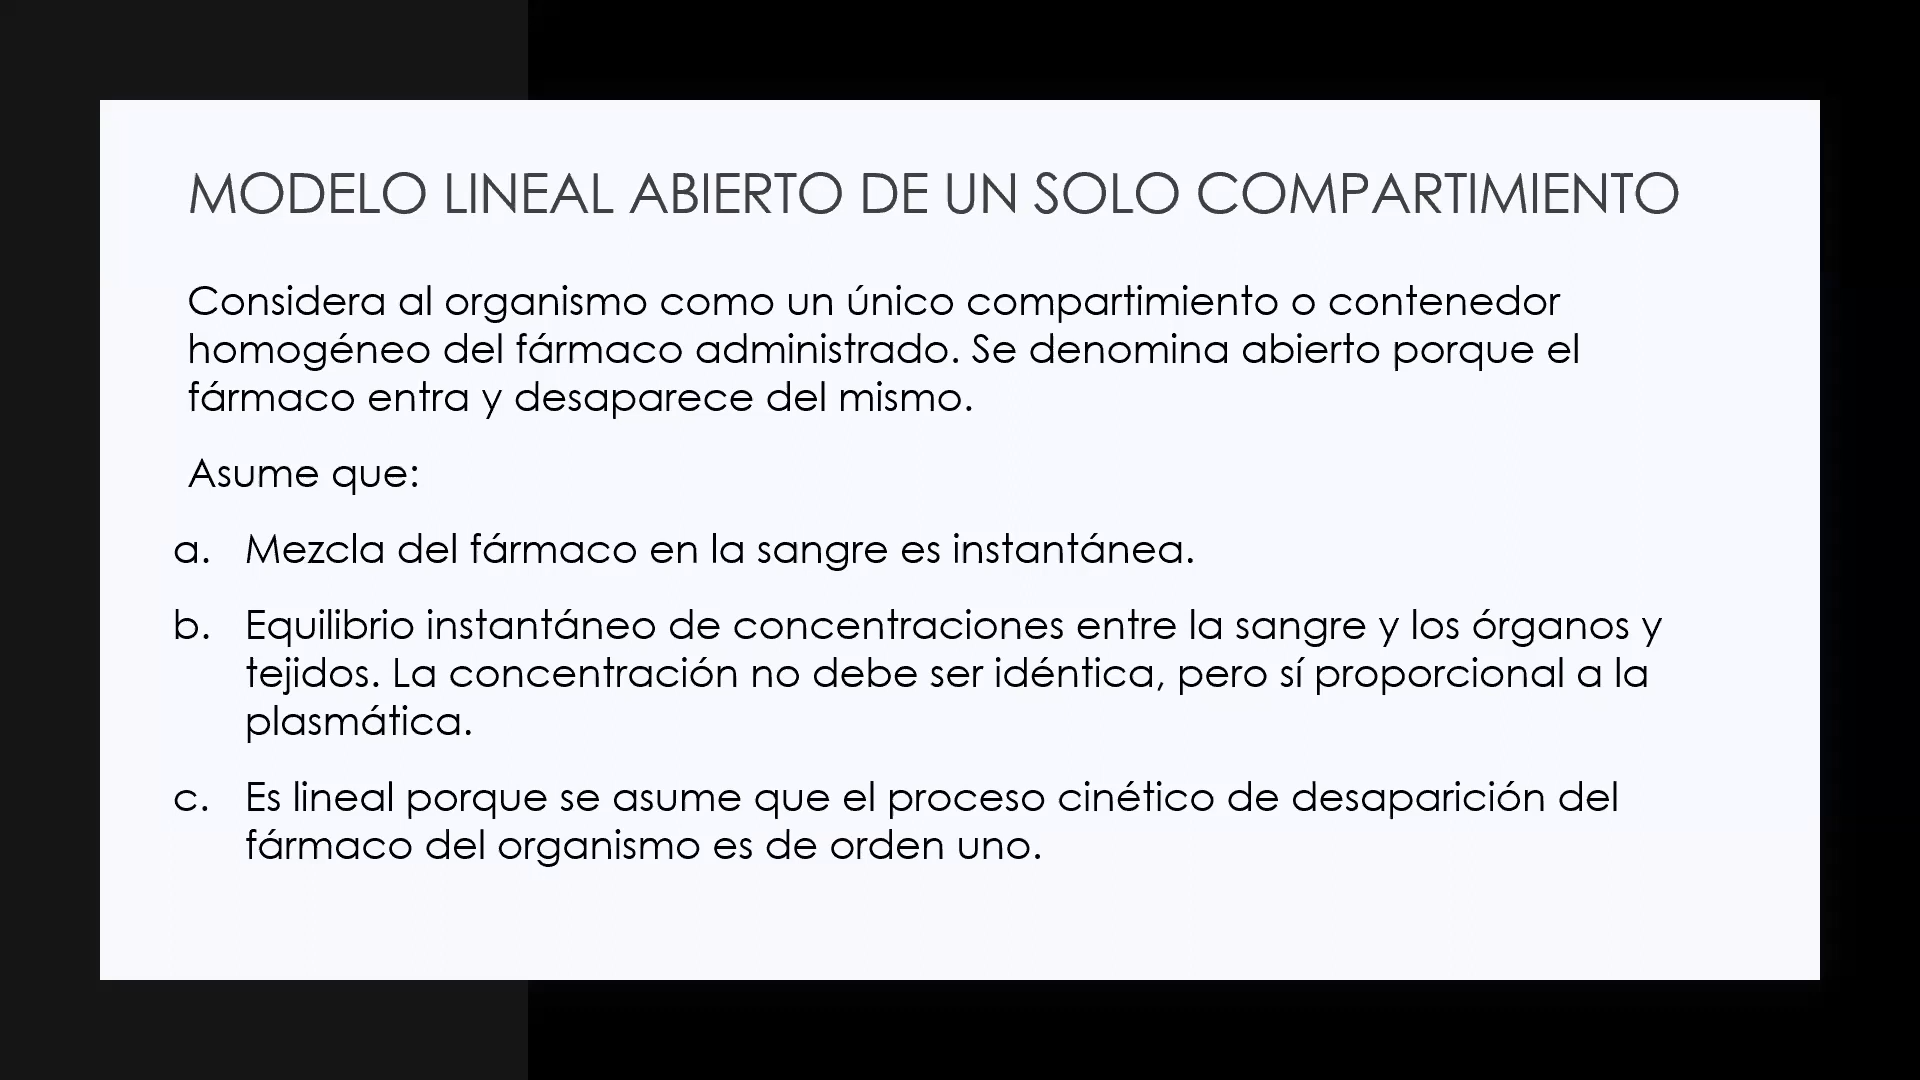 MODELO LINEAL ABIERTO DE UN SOLO COMPARTIMIENTO
Considera al organismo como un único compartimiento o contenedor
homogéneo del fármaco administrado. Se denomina abierto porque el
fármaco entra y desaparece del mismo.
Asume que:
a. Mezcla del fármaco en la sangre es instantánea.
b. Equilibrio instantáneo de concentraciones entre la sangre y los órganos y
tejidos. La concentración no debe ser idéntica, pero sí proporcional a la
plasmática.
c. Es lineal porque se asume que el proceso cinético de desaparición del
fármaco del organismo es de orden uno.